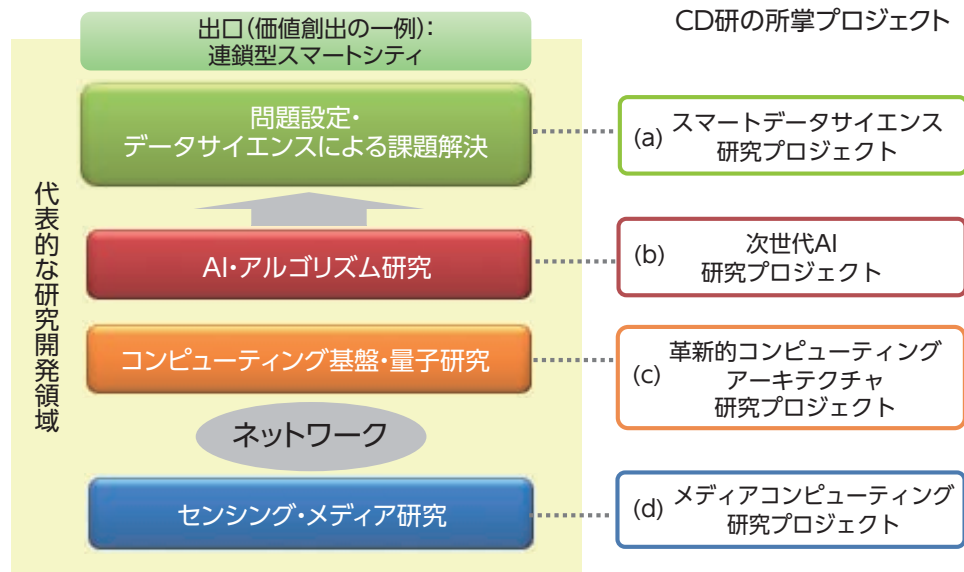 出口(価値創出の一例):
連鎖型スマートシティ
CD研の所掌プロジェクト
代表的な研究開発領域
問題設定・
データサイエンスによる課題解決
(a) スマートデータサイエンス
研究プロジェクト
AI・アルゴリズム研究
(b) 次世代AI
研究プロジェクト
コンピューティング基盤・量子研究
(c) 革新的コンピューティング
アーキテクチャ
研究プロジェクト
ネットワーク
センシング・メディア研究
(d) メディアコンピューティング
研究プロジェクト